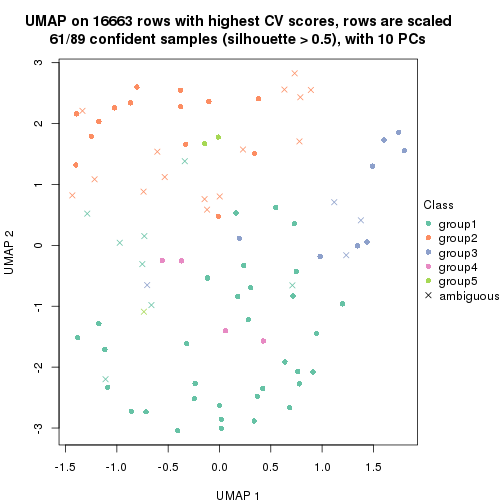 UMAP on 16663 rows with highest CV scores, rows are scaled
61/89 confident samples (silhouette > 0.5), with 10 PCs
3
2
1
0
-1
-2
-3
UMAP 2
-1.5 -1.0 -0.5 0.0 0.5 1.0 1.5
UMAP 1
Class
group1
group2
group3
group4
group5
ambiguous